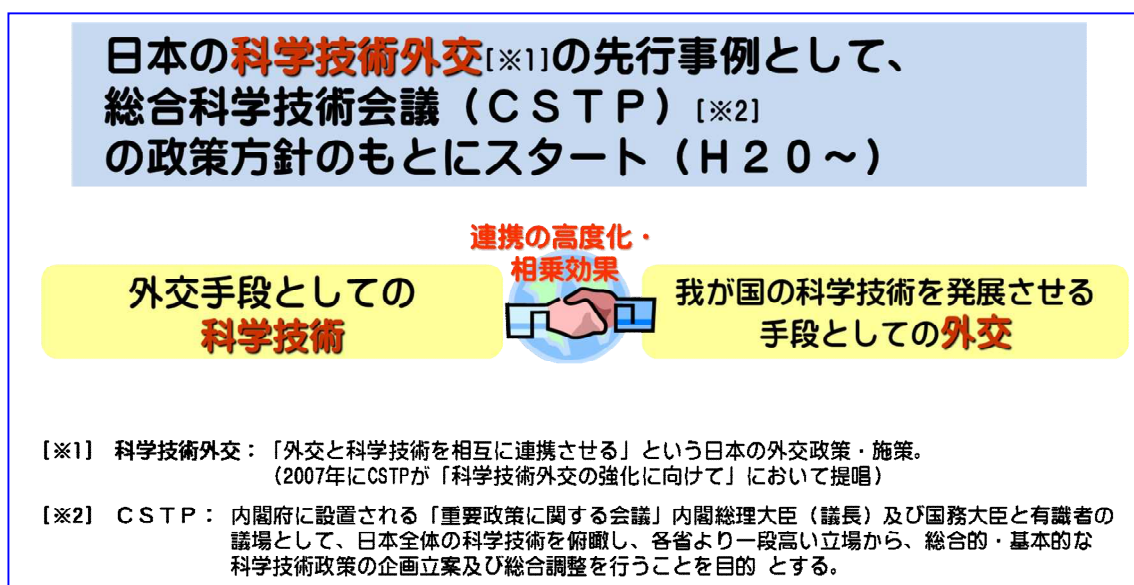 日本の科学技術外交[※1]の先行事例として、
総合科学技術会議（ＣＳＴＰ）[※2]
の政策方針のもとにスタート（Ｈ２０～）
連携の高度化・
相乗効果
外交手段としての
科学技術
我が国の科学技術を発展させる
手段としての外交
[※1] 科学技術外交：「外交と科学技術を相互に連携させる」という日本の外交政策・施策。
(2007年にCSTPが「科学技術外交の強化に向けて」において提唱)
[※2] ＣＳＴＰ： 内閣府に設置される「重要政策に関する会議」内閣総理大臣（議長）及び国務大臣と有識者の
議場として、日本全体の科学技術を俯瞰し、各省より一段高い立場から、総合的・基本的な
科学技術政策の企画立案及び総合調整を行うことを目的 とする。